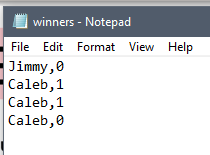 winners - Notepad
File Edit Format View Help
Jimmy,0
Caleb,1
Caleb,1
Caleb,0